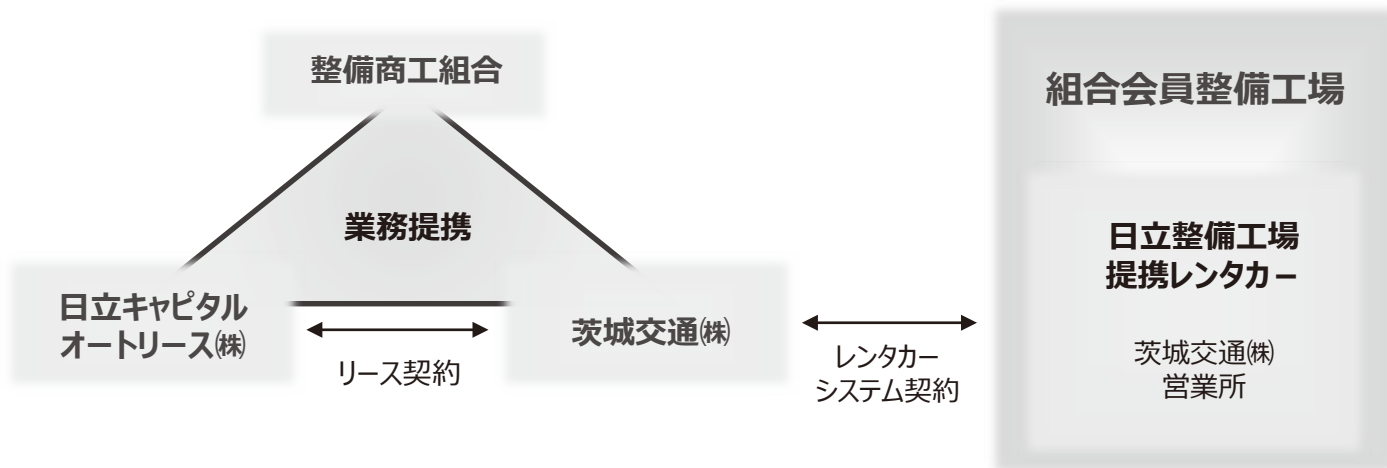 整備商工組合
業務提携
日立キャピタル
オートリース㈱
リース契約
茨城交通㈱
レンタカー
システム契約
組合会員整備工場
日立整備工場
提携レンタカー
茨城交通㈱
営業所